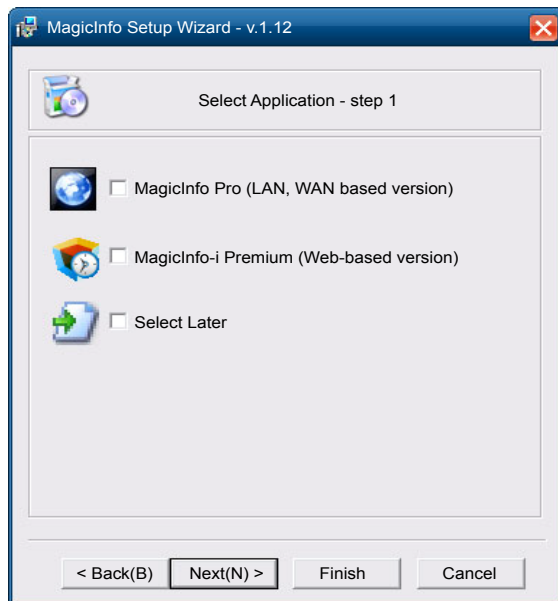 MagicInfo Setup Wizard - v.1.12
Select Application - step 1
MagicInfo Pro (LAN, WAN based version)
MagicInfo-i Premium (Web-based version)
Select Later
< Back(B) Next(N) > Finish Cancel